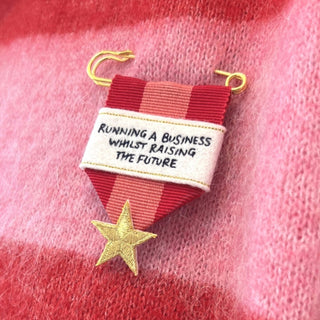 RUNNING A BUSINESS
WHILST RAISING
THE FUTURE